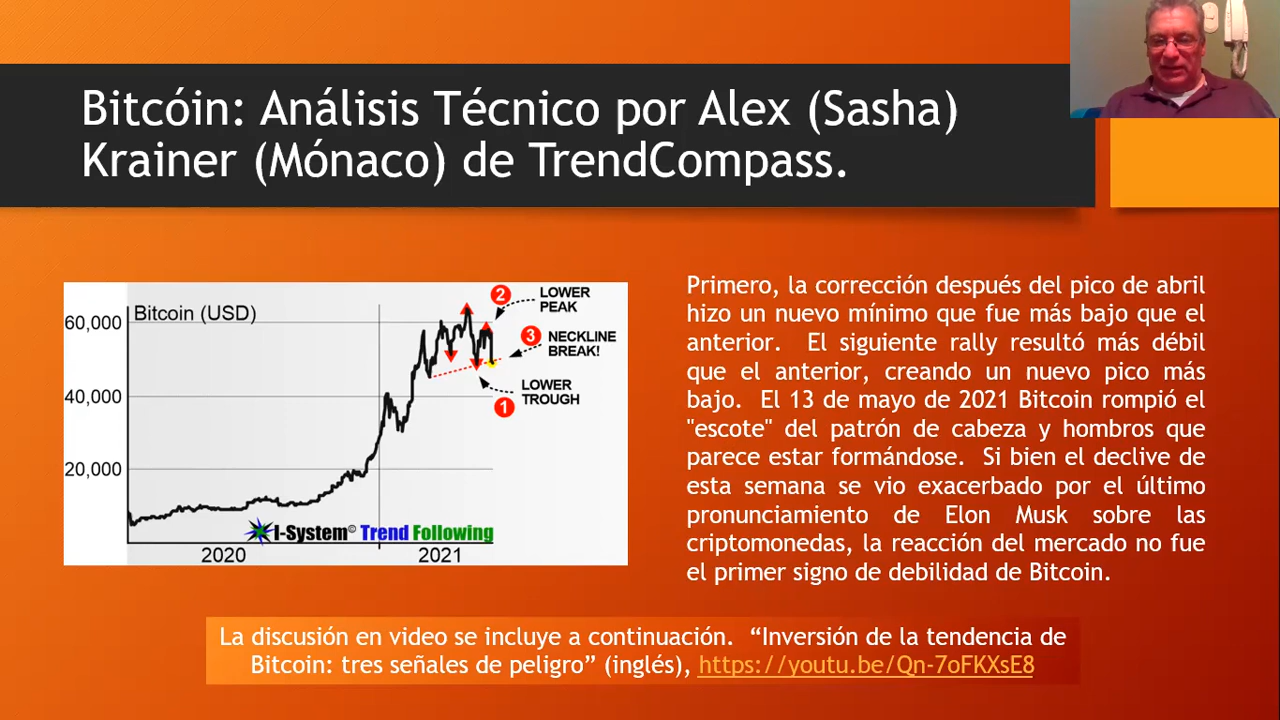 Bitcóin: Análisis Técnico por Alex (Sasha)
Krainer (Mónaco) de TrendCompass.
Bitcoin (USD)
60,000
40,000
20,000
2020
2021
2
LOWER
PEAK
3
NECKLINE
BREAK!
LOWER
TROUGH
1
I-System© Trend Following
Primero, la corrección después del pico de abril
hizo un nuevo mínimo que fue más bajo que el
anterior. El siguiente rally resultó más débil
que el anterior, creando un nuevo pico más
bajo. El 13 de mayo de 2021 Bitcoin rompió el
"escote" del patrón de cabeza y hombros que
parece estar formándose. Si bien el declive de
esta semana se vio exacerbado por el último
pronunciamiento de Elon Musk sobre las
criptomonedas, la reacción del mercado no fue
el primer signo de debilidad de Bitcoin.
La discusión en video se incluye a continuación. “Inversión de la tendencia de
Bitcoin: tres señales de peligro” (inglés), https://youtu.be/Qn-7oFKXsE8